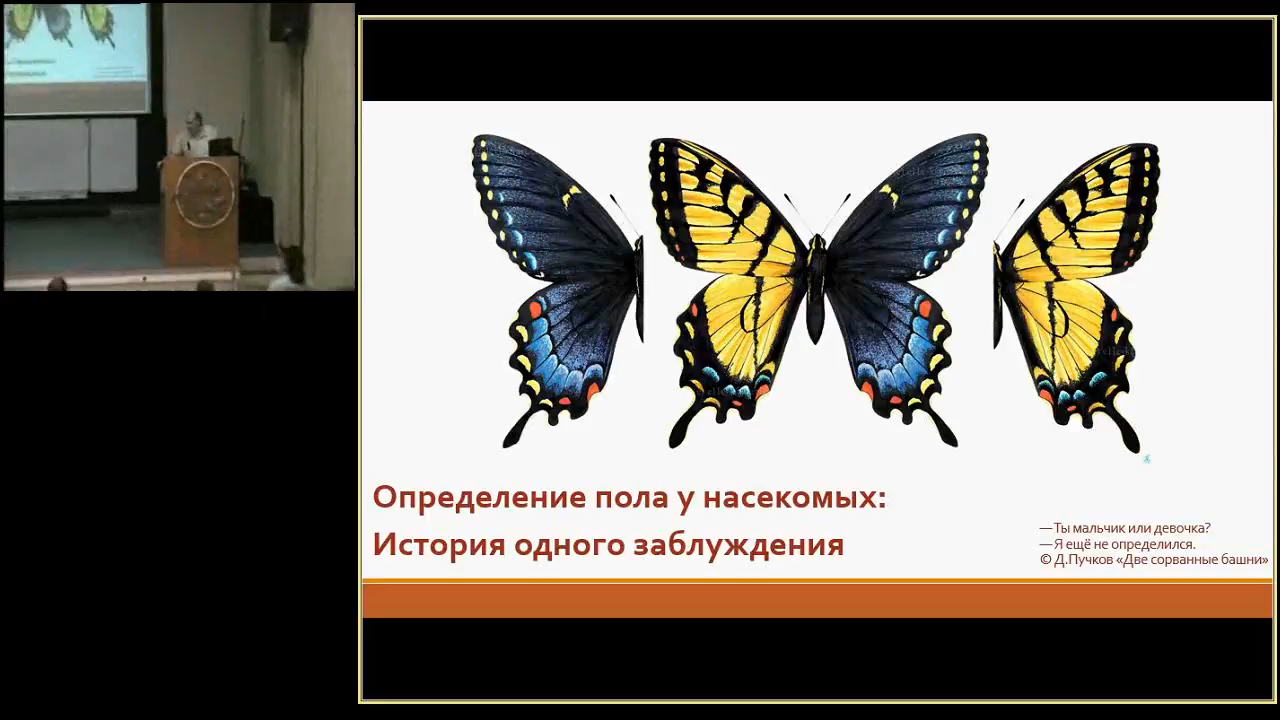 Определение пола у насекомых:
История одного заблуждения
— Ты мальчик или девочка?
— Я ещё не определился.
© Д.Пучков «Две сорванные башни»